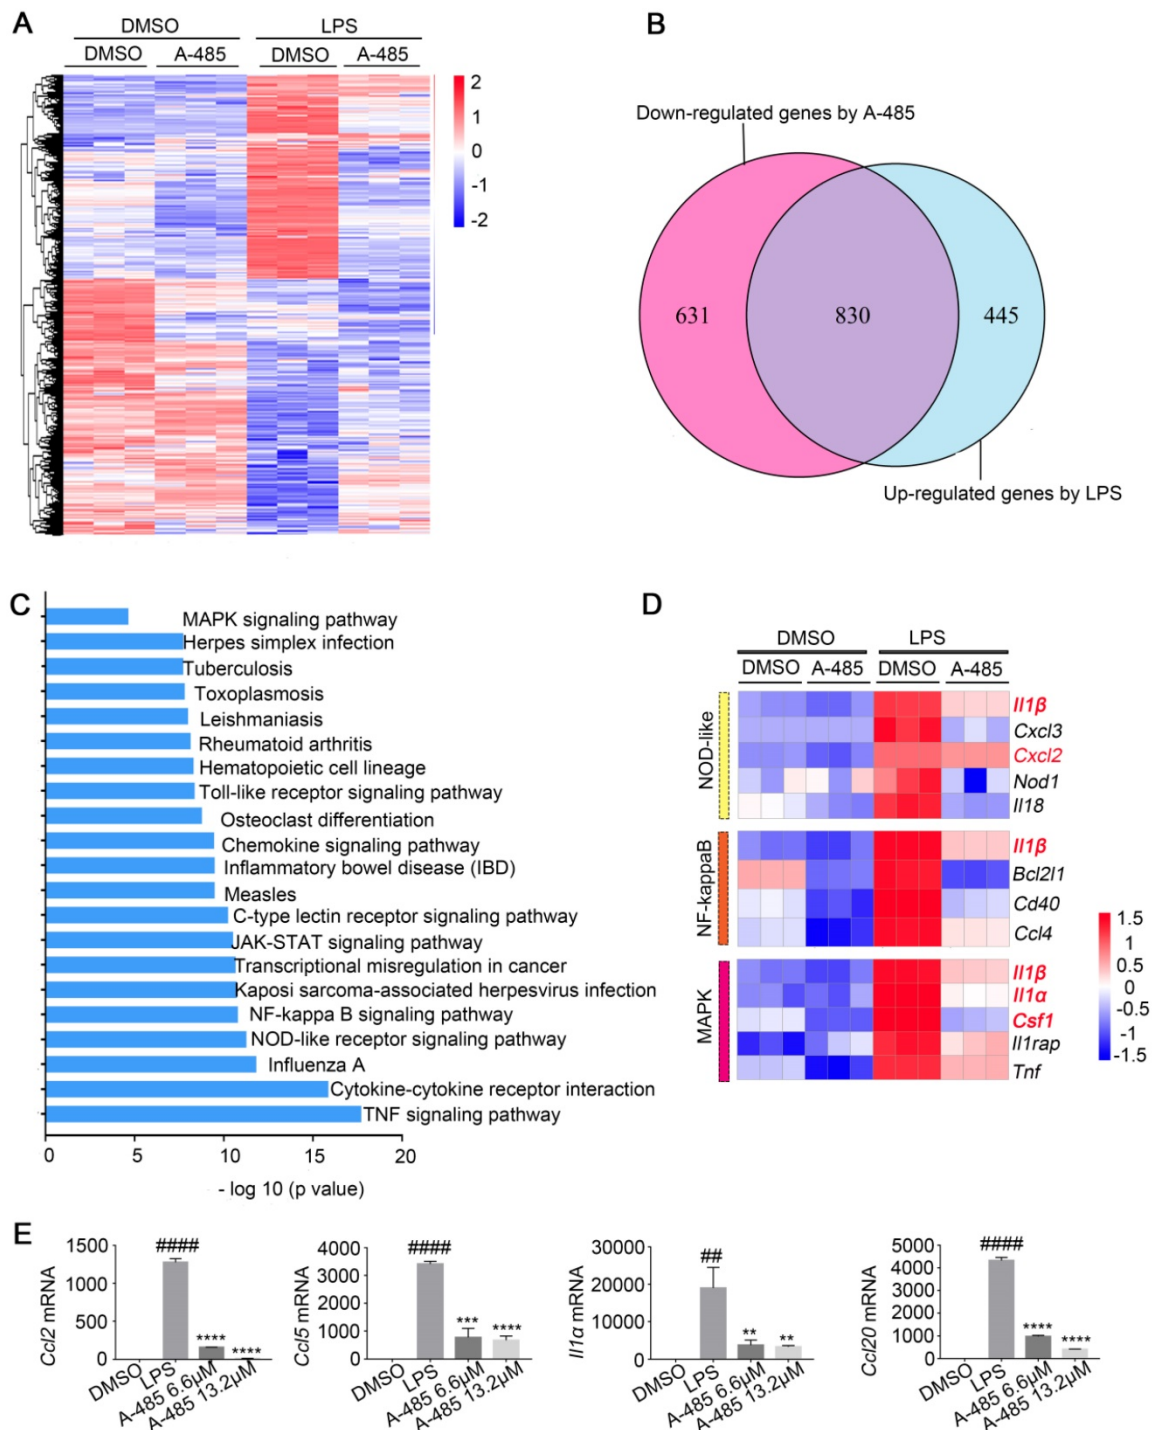 A
DMSO LPS
DMSO A-485 DMSO A-485
2
1
0
-1
-2
B
Down-regulated genes by A-485
631 830 445
Up-regulated genes by LPS
C
MAPK signaling pathway
Herpes simplex infection
Tuberculosis
Toxoplasmosis
Leishmaniasis
Rheumatoid arthritis
Hematopoietic cell lineage
Toll-like receptor signaling pathway
Osteoclast differentiation
Chemokine signaling pathway
Inflammatory bowel disease (IBD)
Measles
C-type lectin receptor signaling pathway
JAK-STAT signaling pathway
Transcriptional misregulation in cancer
Kaposi sarcoma-associated herpesvirus infection
NF-kappa B signaling pathway
NOD-like receptor signaling pathway
Influenza A
Cytokine-cytokine receptor interaction
TNF signaling pathway
0 5 10 15 20
- log 10 (p value)
D
DMSO LPS
DMSO A-485 DMSO A-485
NOD-like
Il1β
Cxcl3
Cxcl2
Nod1
Il18
NF-kappaB
Il1β
Bcl2l1
Cd40
Ccl4
MAPK
Il1β
Il1α
Csf1
Il1rap
Tnf
1.5
1
0.5
0
-0.5
-1
-1.5
E
Ccl2 mRNA
1500
1000
500
0
####
****
****
DMSO
LPS
A-485 6.6μM
A-485 13.2μM
Ccl5 mRNA
4000
3000
2000
1000
0
####
***
****
DMSO
LPS
A-485 6.6μM
A-485 13.2μM
Il1α mRNA
30000
20000
10000
0
##
**
**
DMSO
LPS
A-485 6.6μM
A-485 13.2μM
Ccl20 mRNA
5000
4000
3000
2000
1000
0
####
****
****
DMSO
LPS
A-485 6.6μM
A-485 13.2μM